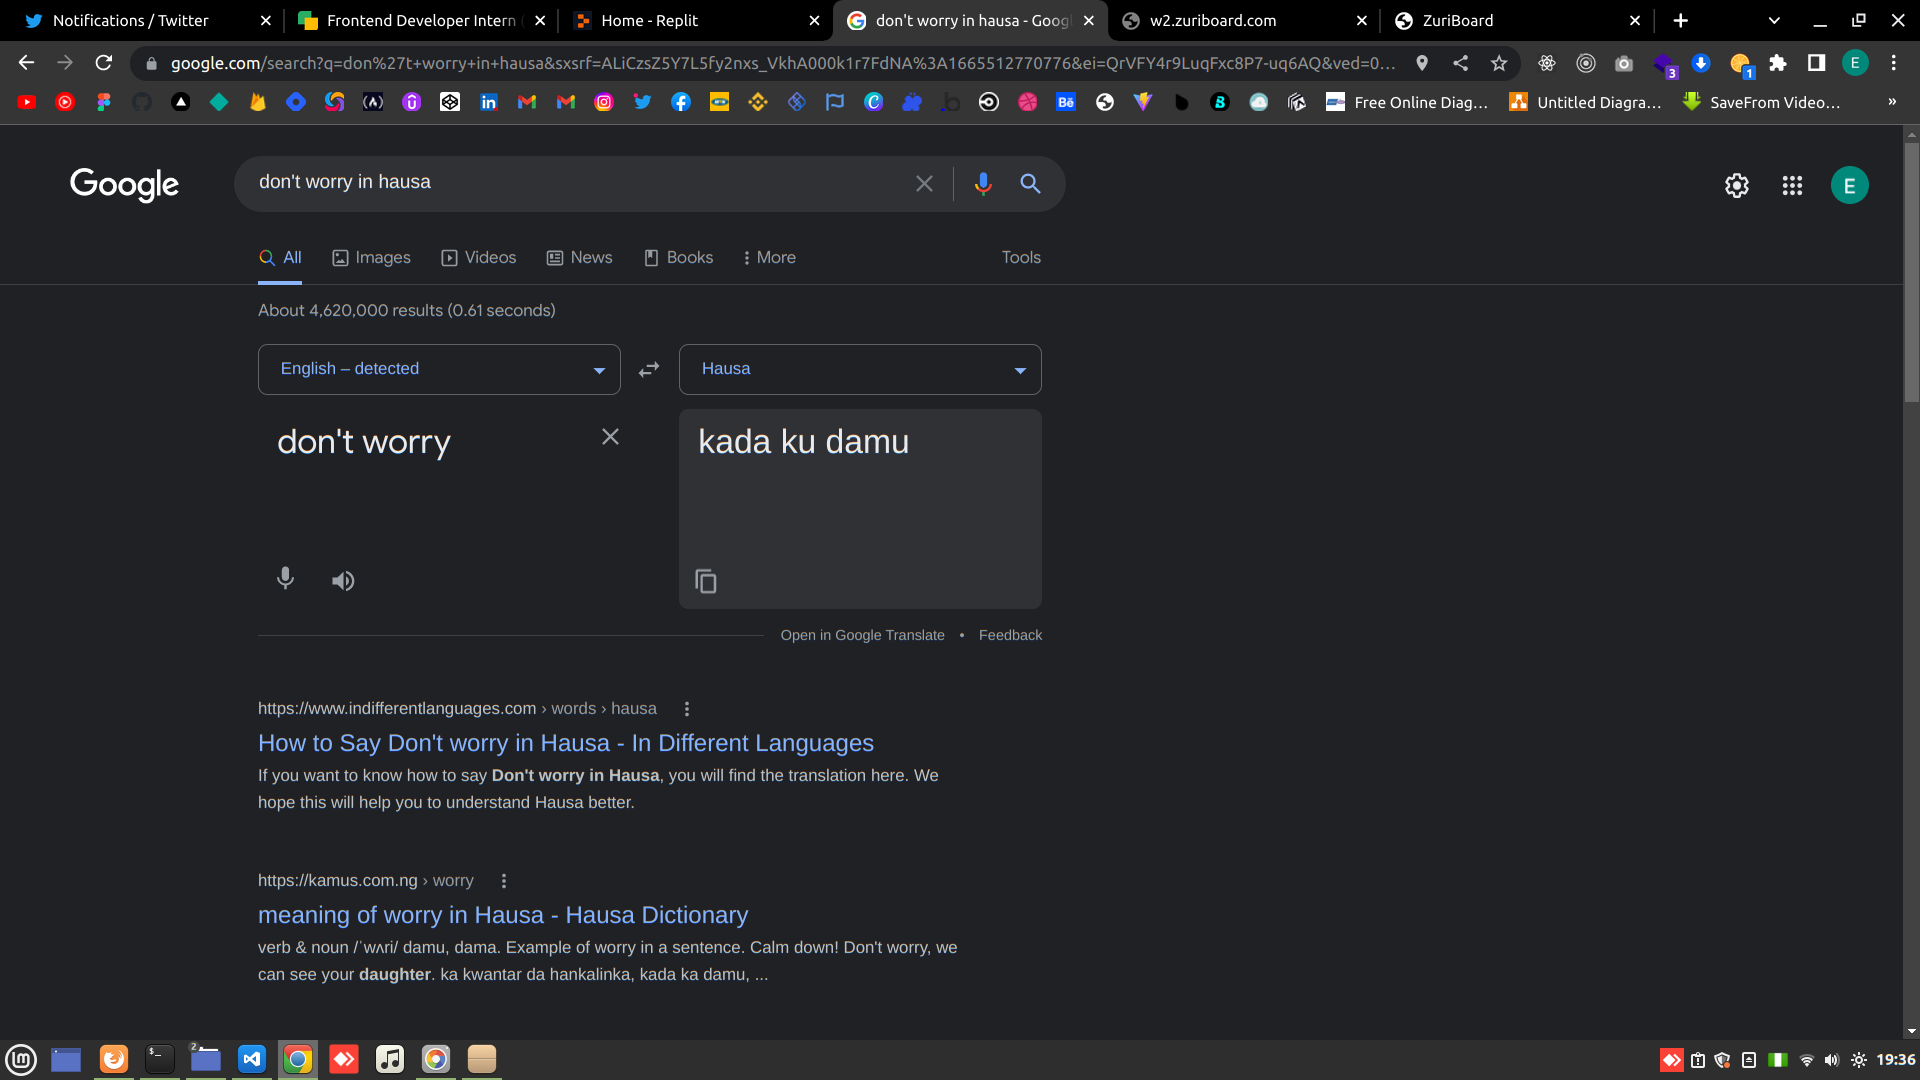 Notifications / Twitter
Frontend Developer Intern (
Home - Replit
don't worry in hausa - Goog
w2.zuriboard.com
ZuriBoard
google.com/search?q=don%27t+worry+in+hausa&sxsrf=ALiCzsZ5Y7L5fy2nxs_VkhA000k1r7FdNA%3A1665512770776&ei=QrVFY4r9LuqFxc8P7-uq6AQ&ved=0...
3
1
E
Free Online Diag...
Untitled Diagra...
SaveFrom Video...
»
Google
don't worry in hausa
E
All
Images
Videos
News
Books
More
Tools
About 4,620,000 results (0.61 seconds)
English – detected
Hausa
don't worry
kada ku damu
Open in Google Translate • Feedback
https://www.indifferentlanguages.com › words › hausa
How to Say Don't worry in Hausa - In Different Languages
If you want to know how to say Don't worry in Hausa, you will find the translation here. We
hope this will help you to understand Hausa better.
https://kamus.com.ng › worry
meaning of worry in Hausa - Hausa Dictionary
verb & noun /ˈwʌri/ damu, dama. Example of worry in a sentence. Calm down! Don't worry, we
can see your daughter. ka kwantar da hankalinka, kada ka damu, ...
2
19:36